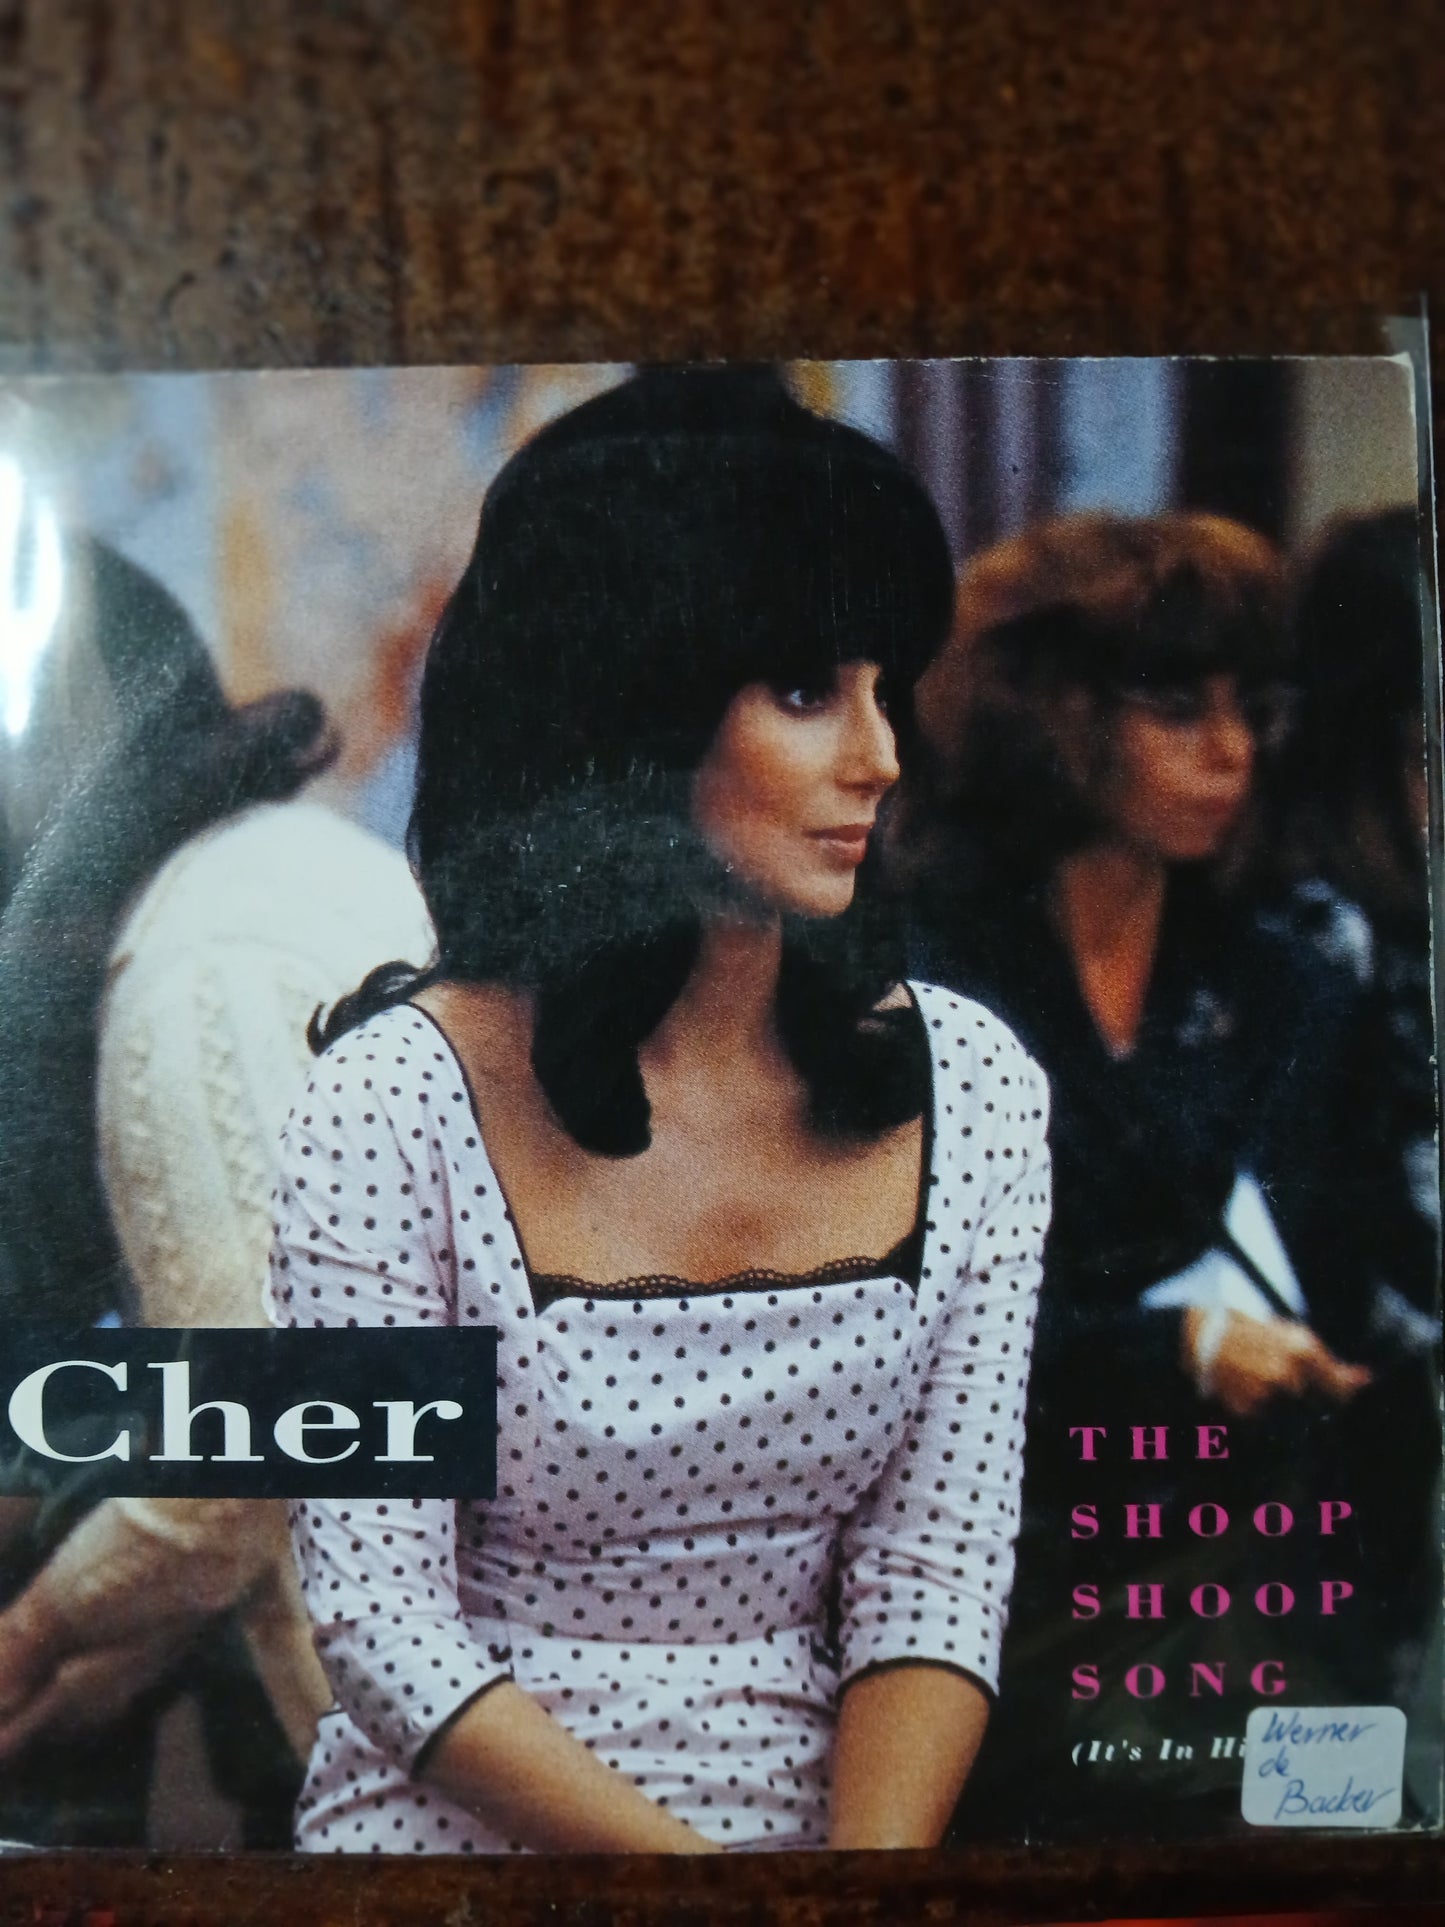 Cher
THE
SHOOP
SHOOP
SONG
(It's In Hi
Werner
de
Backer